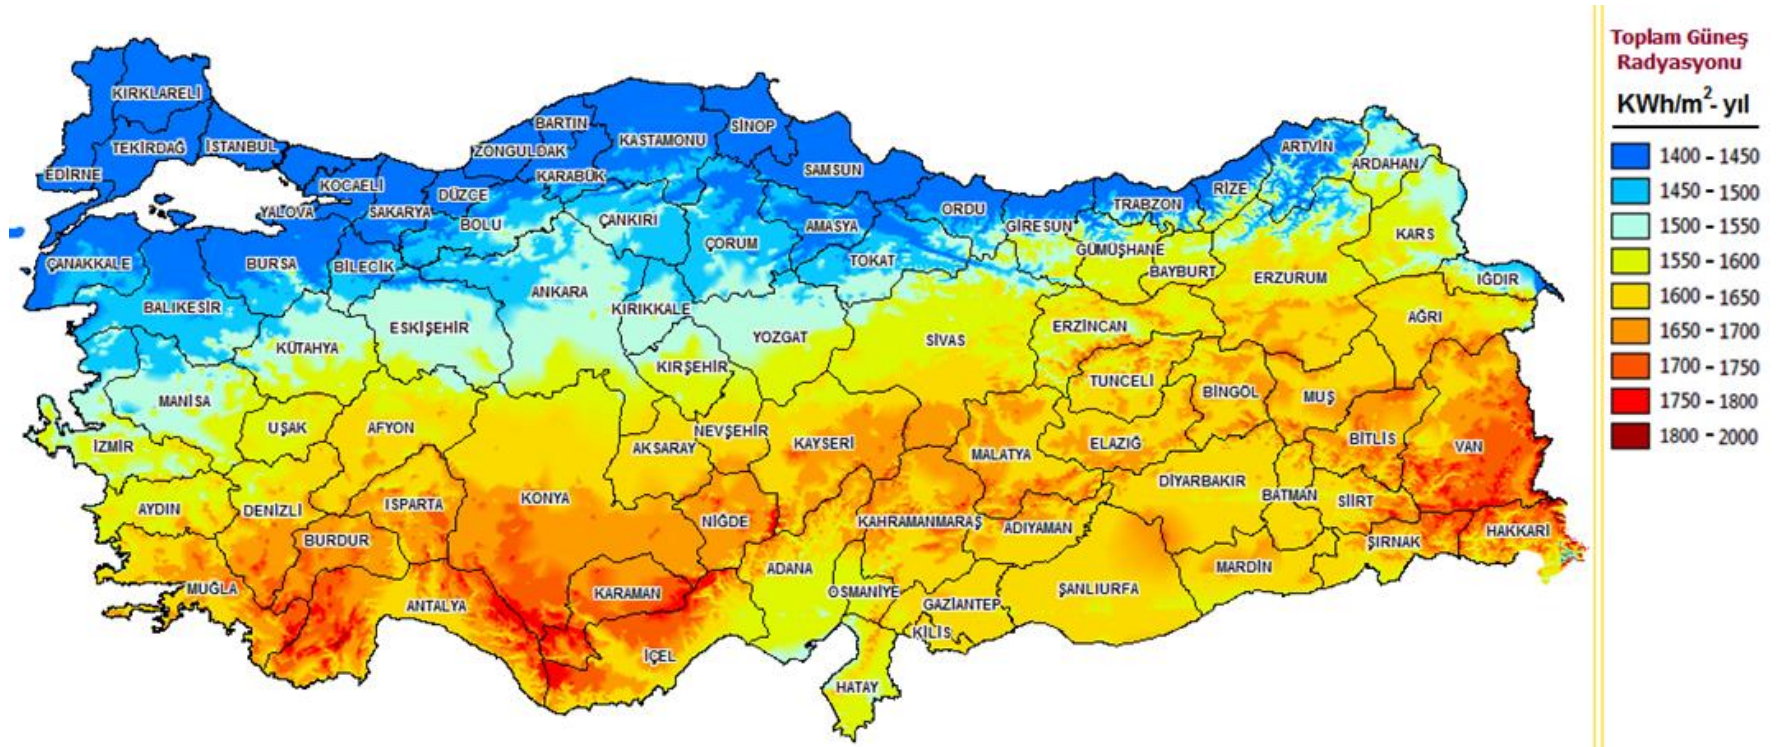 KIRKLARELİ
TEKİRDAĞ
İSTANBUL
EDİRNE
KOCAELİ
YALOVA
SAKARYA
DÜZCE
ZONGULDAK
BARTIN
KARABÜK
KASTAMONU
SİNOP
SAMSUN
BOLU
ÇANKIRI
ÇORUM
AMASYA
TOKAT
ORDU
GİRESUN
TRABZON
RİZE
ARTVİN
ARDAHAN
GÜMÜŞHANE
BAYBURT
ERZURUM
KARS
IĞDIR
AĞRI
ÇANAKKALE
BURSA
BİLECİK
BALIKESİR
KÜTAHYA
ESKİŞEHİR
ANKARA
KIRIKKALE
YOZGAT
KIRŞEHİR
SİVAS
ERZİNCAN
TUNCELİ
BİNGÖL
MUŞ
BİTLİS
VAN
MANİSA
İZMİR
UŞAK
AFYON
AKSARAY
NEVŞEHİR
KAYSERİ
MALATYA
ELAZIĞ
DİYARBAKIR
BATMAN
SİİRT
ŞIRNAK
HAKKARİ
AYDIN
DENİZLİ
ISPARTA
BURDUR
KONYA
NİĞDE
KAHRAMANMARAŞ
ADIYAMAN
MARDİN
MUĞLA
ANTALYA
KARAMAN
İÇEL
ADANA
OSMANİYE
GAZİANTEP
KİLİS
ŞANLIURFA
HATAY
Toplam Güneş
Radyasyonu
KWh/m²- yıl
1400 - 1450
1450 - 1500
1500 - 1550
1550 - 1600
1600 - 1650
1650 - 1700
1700 - 1750
1750 - 1800
1800 - 2000